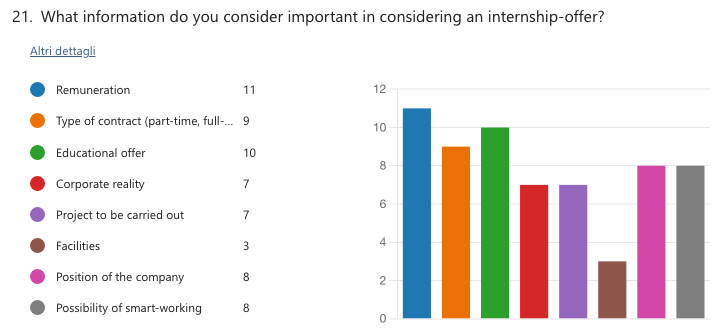 21. What information do you consider important in considering an internship-offer?
Altri dettagli
Remuneration 11
Type of contract (part-time, full-... 9
Educational offer 10
Corporate reality 7
Project to be carried out 7
Facilities 3
Position of the company 8
Possibility of smart-working 8
12
10
8
6
4
2
0